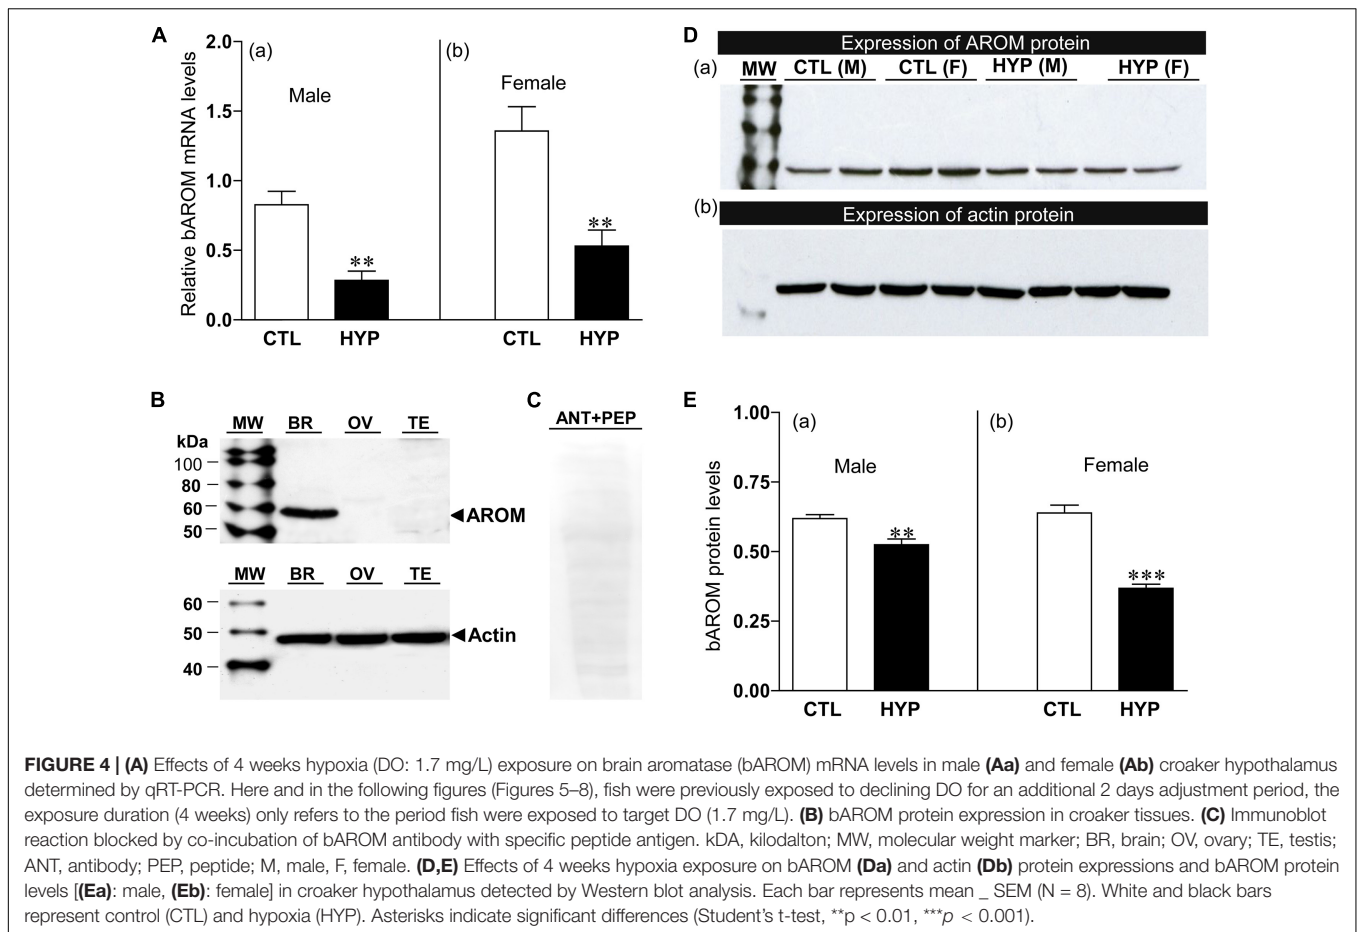 A
Relative bAROM mRNA levels
2.0
1.5
1.0
0.5
0.0
(a)
Male
**
CTL
HYP
(b)
Female
**
CTL
HYP
B
MW BR OV TE
kDa
100
80
60
50
AROM
MW BR OV TE
60
50
40
Actin
C
ANT+PEP
D
Expression of AROM protein
(a)
MW CTL (M) CTL (F) HYP (M) HYP (F)
(b)
Expression of actin protein
E
bAROM protein levels
1.00
0.75
0.50
0.25
0.00
(a)
Male
**
CTL
HYP
(b)
Female
***
CTL
HYP
FIGURE 4 | (A) Effects of 4 weeks hypoxia (DO: 1.7 mg/L) exposure on brain aromatase (bAROM) mRNA levels in male (Aa) and female (Ab) croaker hypothalamus
determined by qRT-PCR. Here and in the following figures (Figures 5–8), fish were previously exposed to declining DO for an additional 2 days adjustment period, the
exposure duration (4 weeks) only refers to the period fish were exposed to target DO (1.7 mg/L). (B) bAROM protein expression in croaker tissues. (C) Immunoblot
reaction blocked by co-incubation of bAROM antibody with specific peptide antigen. kDA, kilodalton; MW, molecular weight marker; BR, brain; OV, ovary; TE, testis;
ANT, antibody; PEP, peptide; M, male, F, female. (D,E) Effects of 4 weeks hypoxia exposure on bAROM (Da) and actin (Db) protein expressions and bAROM protein
levels [(Ea): male, (Eb): female] in croaker hypothalamus detected by Western blot analysis. Each bar represents mean _ SEM (N = 8). White and black bars
represent control (CTL) and hypoxia (HYP). Asterisks indicate significant differences (Student's t-test, **p < 0.01, ***p < 0.001).